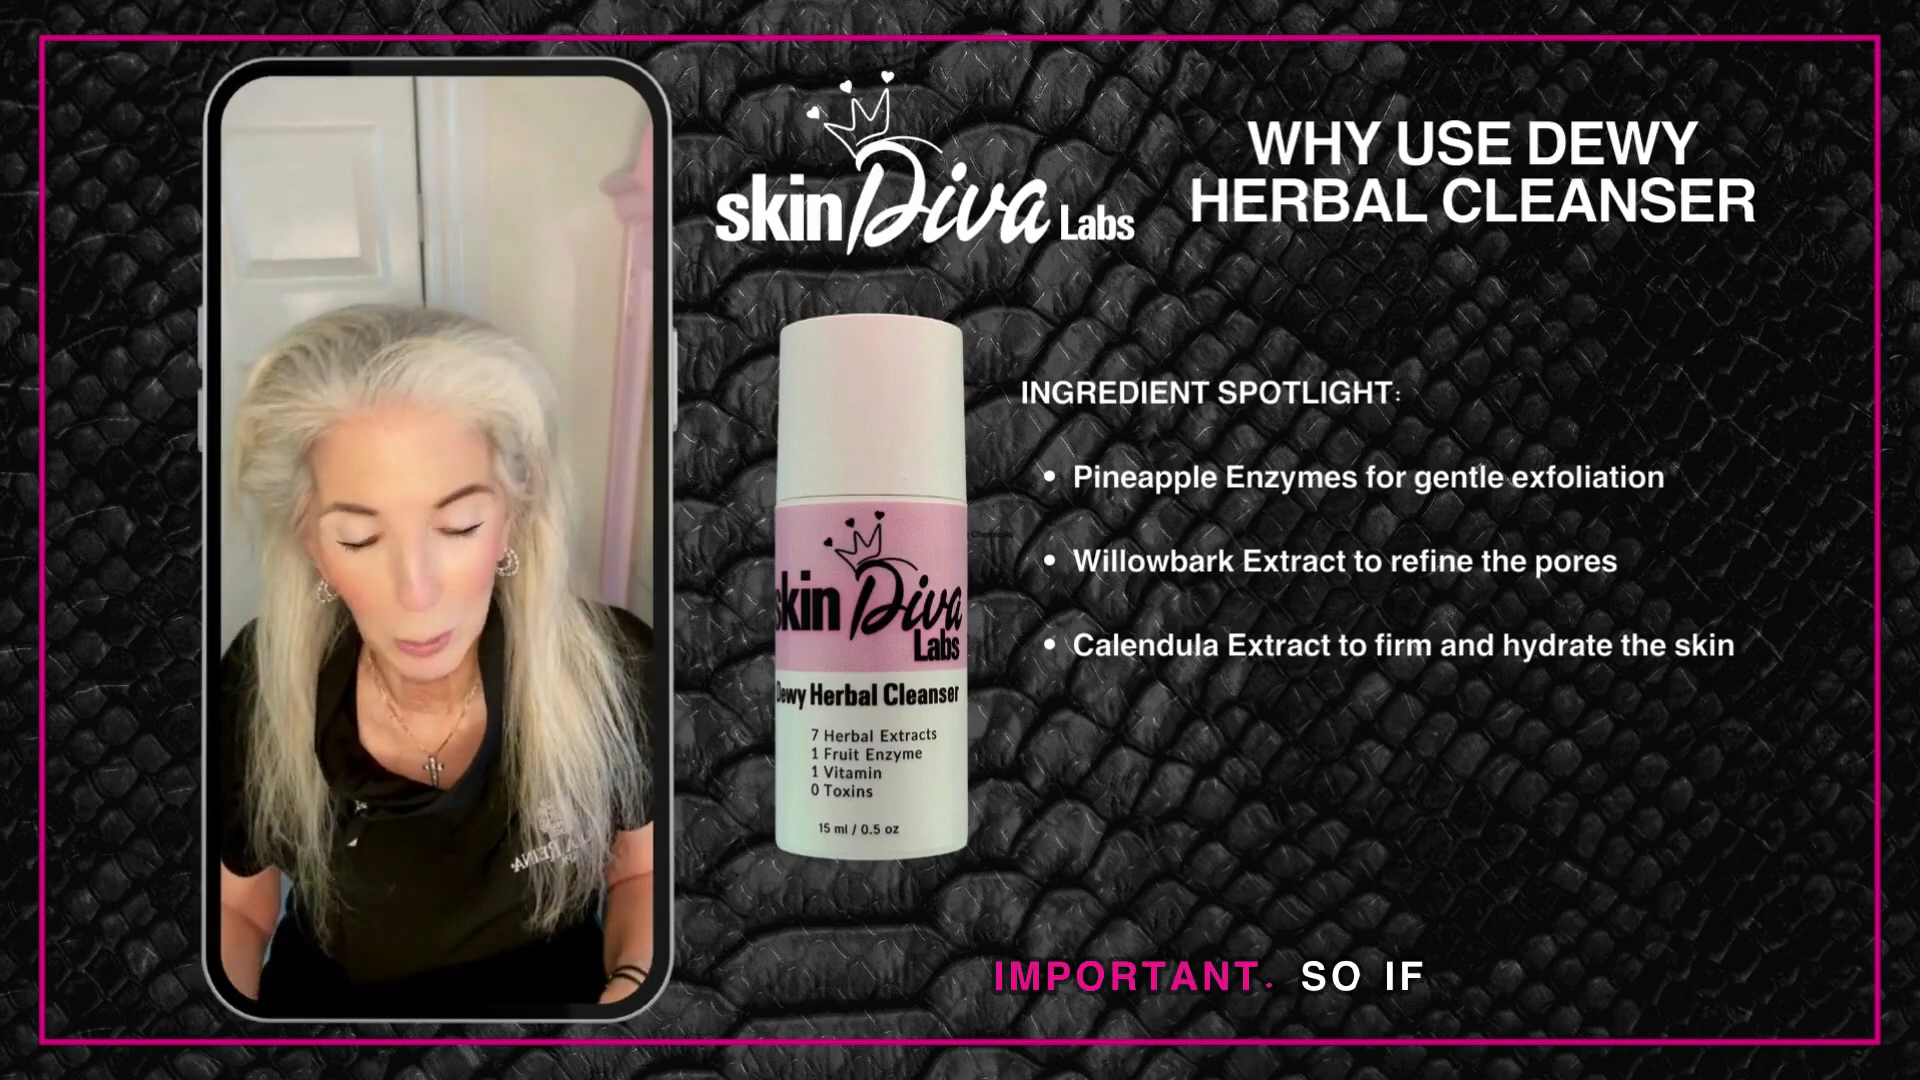 skin Diva Labs
WHY USE DEWY
HERBAL CLEANSER
INGREDIENT SPOTLIGHT:
• Pineapple Enzymes for gentle exfoliation
• Willowbark Extract to refine the pores
• Calendula Extract to firm and hydrate the skin
skin Diva
Labs
Dewy Herbal Cleanser
7 Herbal Extracts
1 Fruit Enzyme
1 Vitamin
0 Toxins
15 ml / 0.5 oz
IMPORTANT. SO IF